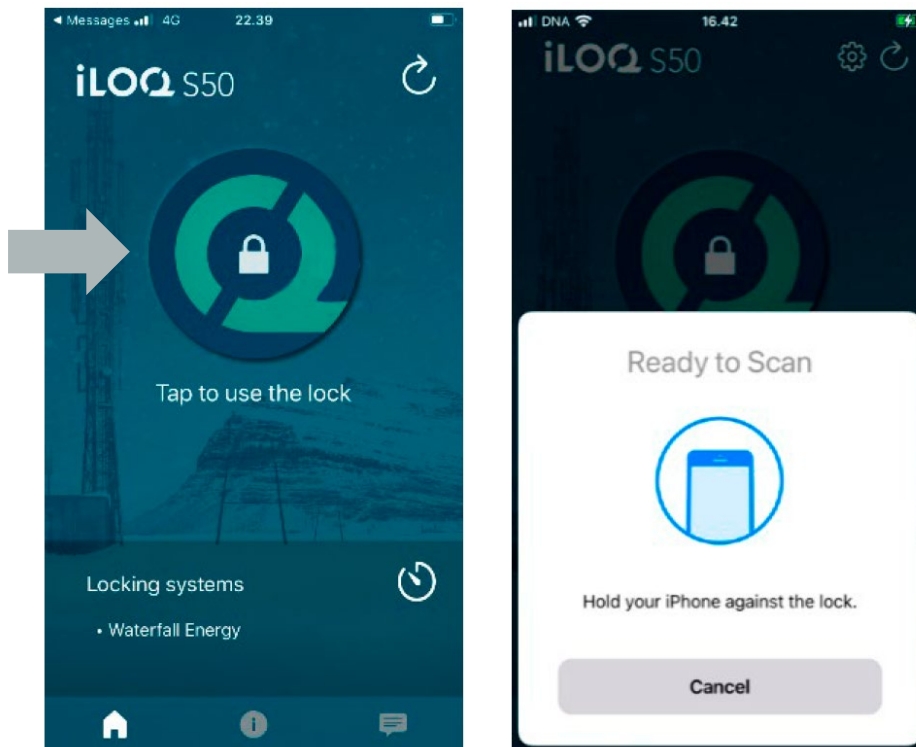 Messages 4G 22.39
iLOQ S50
Tap to use the lock
Locking systems
• Waterfall Energy
DNA 16.42
iLOQ S50
Ready to Scan
Hold your iPhone against the lock.
Cancel